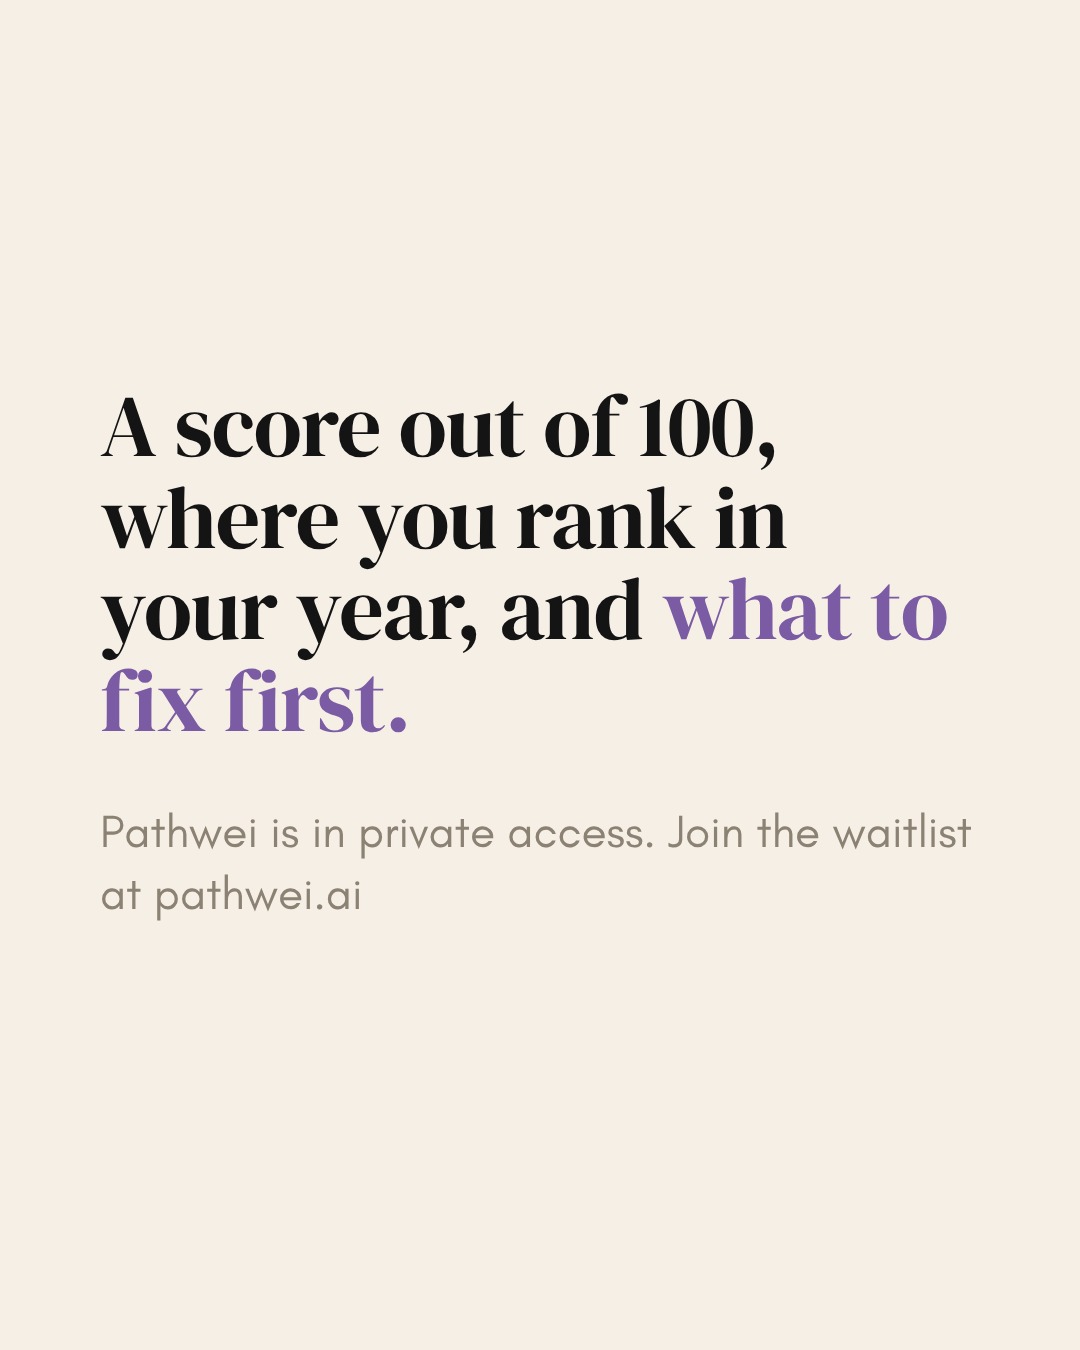 A score out of 100,
where you rank in
your year, and what to
fix first.
Pathwei is in private access. Join the waitlist
at pathwei.ai